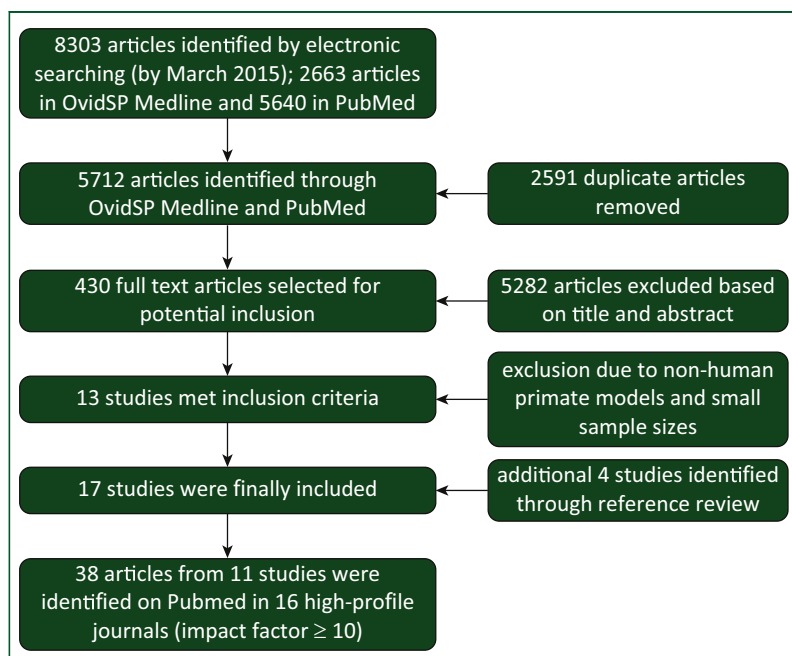 8303 articles identified by electronic
searching (by March 2015); 2663 articles
in OvidSP Medline and 5640 in PubMed
5712 articles identified through
OvidSP Medline and PubMed
2591 duplicate articles
removed
430 full text articles selected for
potential inclusion
5282 articles excluded based
on title and abstract
13 studies met inclusion criteria
exclusion due to non-human
primate models and small
sample sizes
17 studies were finally included
additional 4 studies identified
through reference review
38 articles from 11 studies were
identified on Pubmed in 16 high-profile
journals (impact factor ≥ 10)